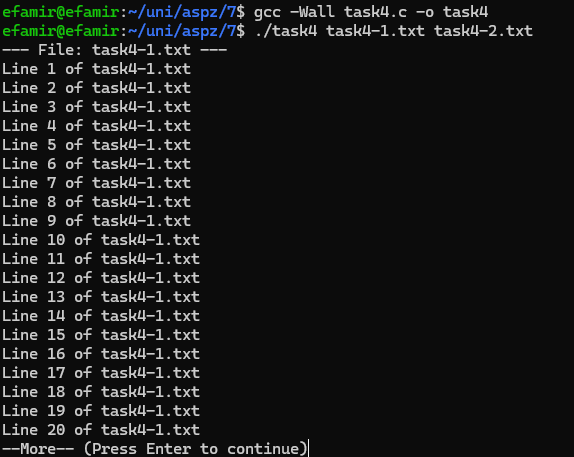 efamir@efamir:~/uni/aspz/7$ gcc -Wall task4.c -o task4
efamir@efamir:~/uni/aspz/7$ ./task4 task4-1.txt task4-2.txt
--- File: task4-1.txt ---
Line 1 of task4-1.txt
Line 2 of task4-1.txt
Line 3 of task4-1.txt
Line 4 of task4-1.txt
Line 5 of task4-1.txt
Line 6 of task4-1.txt
Line 7 of task4-1.txt
Line 8 of task4-1.txt
Line 9 of task4-1.txt
Line 10 of task4-1.txt
Line 11 of task4-1.txt
Line 12 of task4-1.txt
Line 13 of task4-1.txt
Line 14 of task4-1.txt
Line 15 of task4-1.txt
Line 16 of task4-1.txt
Line 17 of task4-1.txt
Line 18 of task4-1.txt
Line 19 of task4-1.txt
Line 20 of task4-1.txt
--More-- (Press Enter to continue)